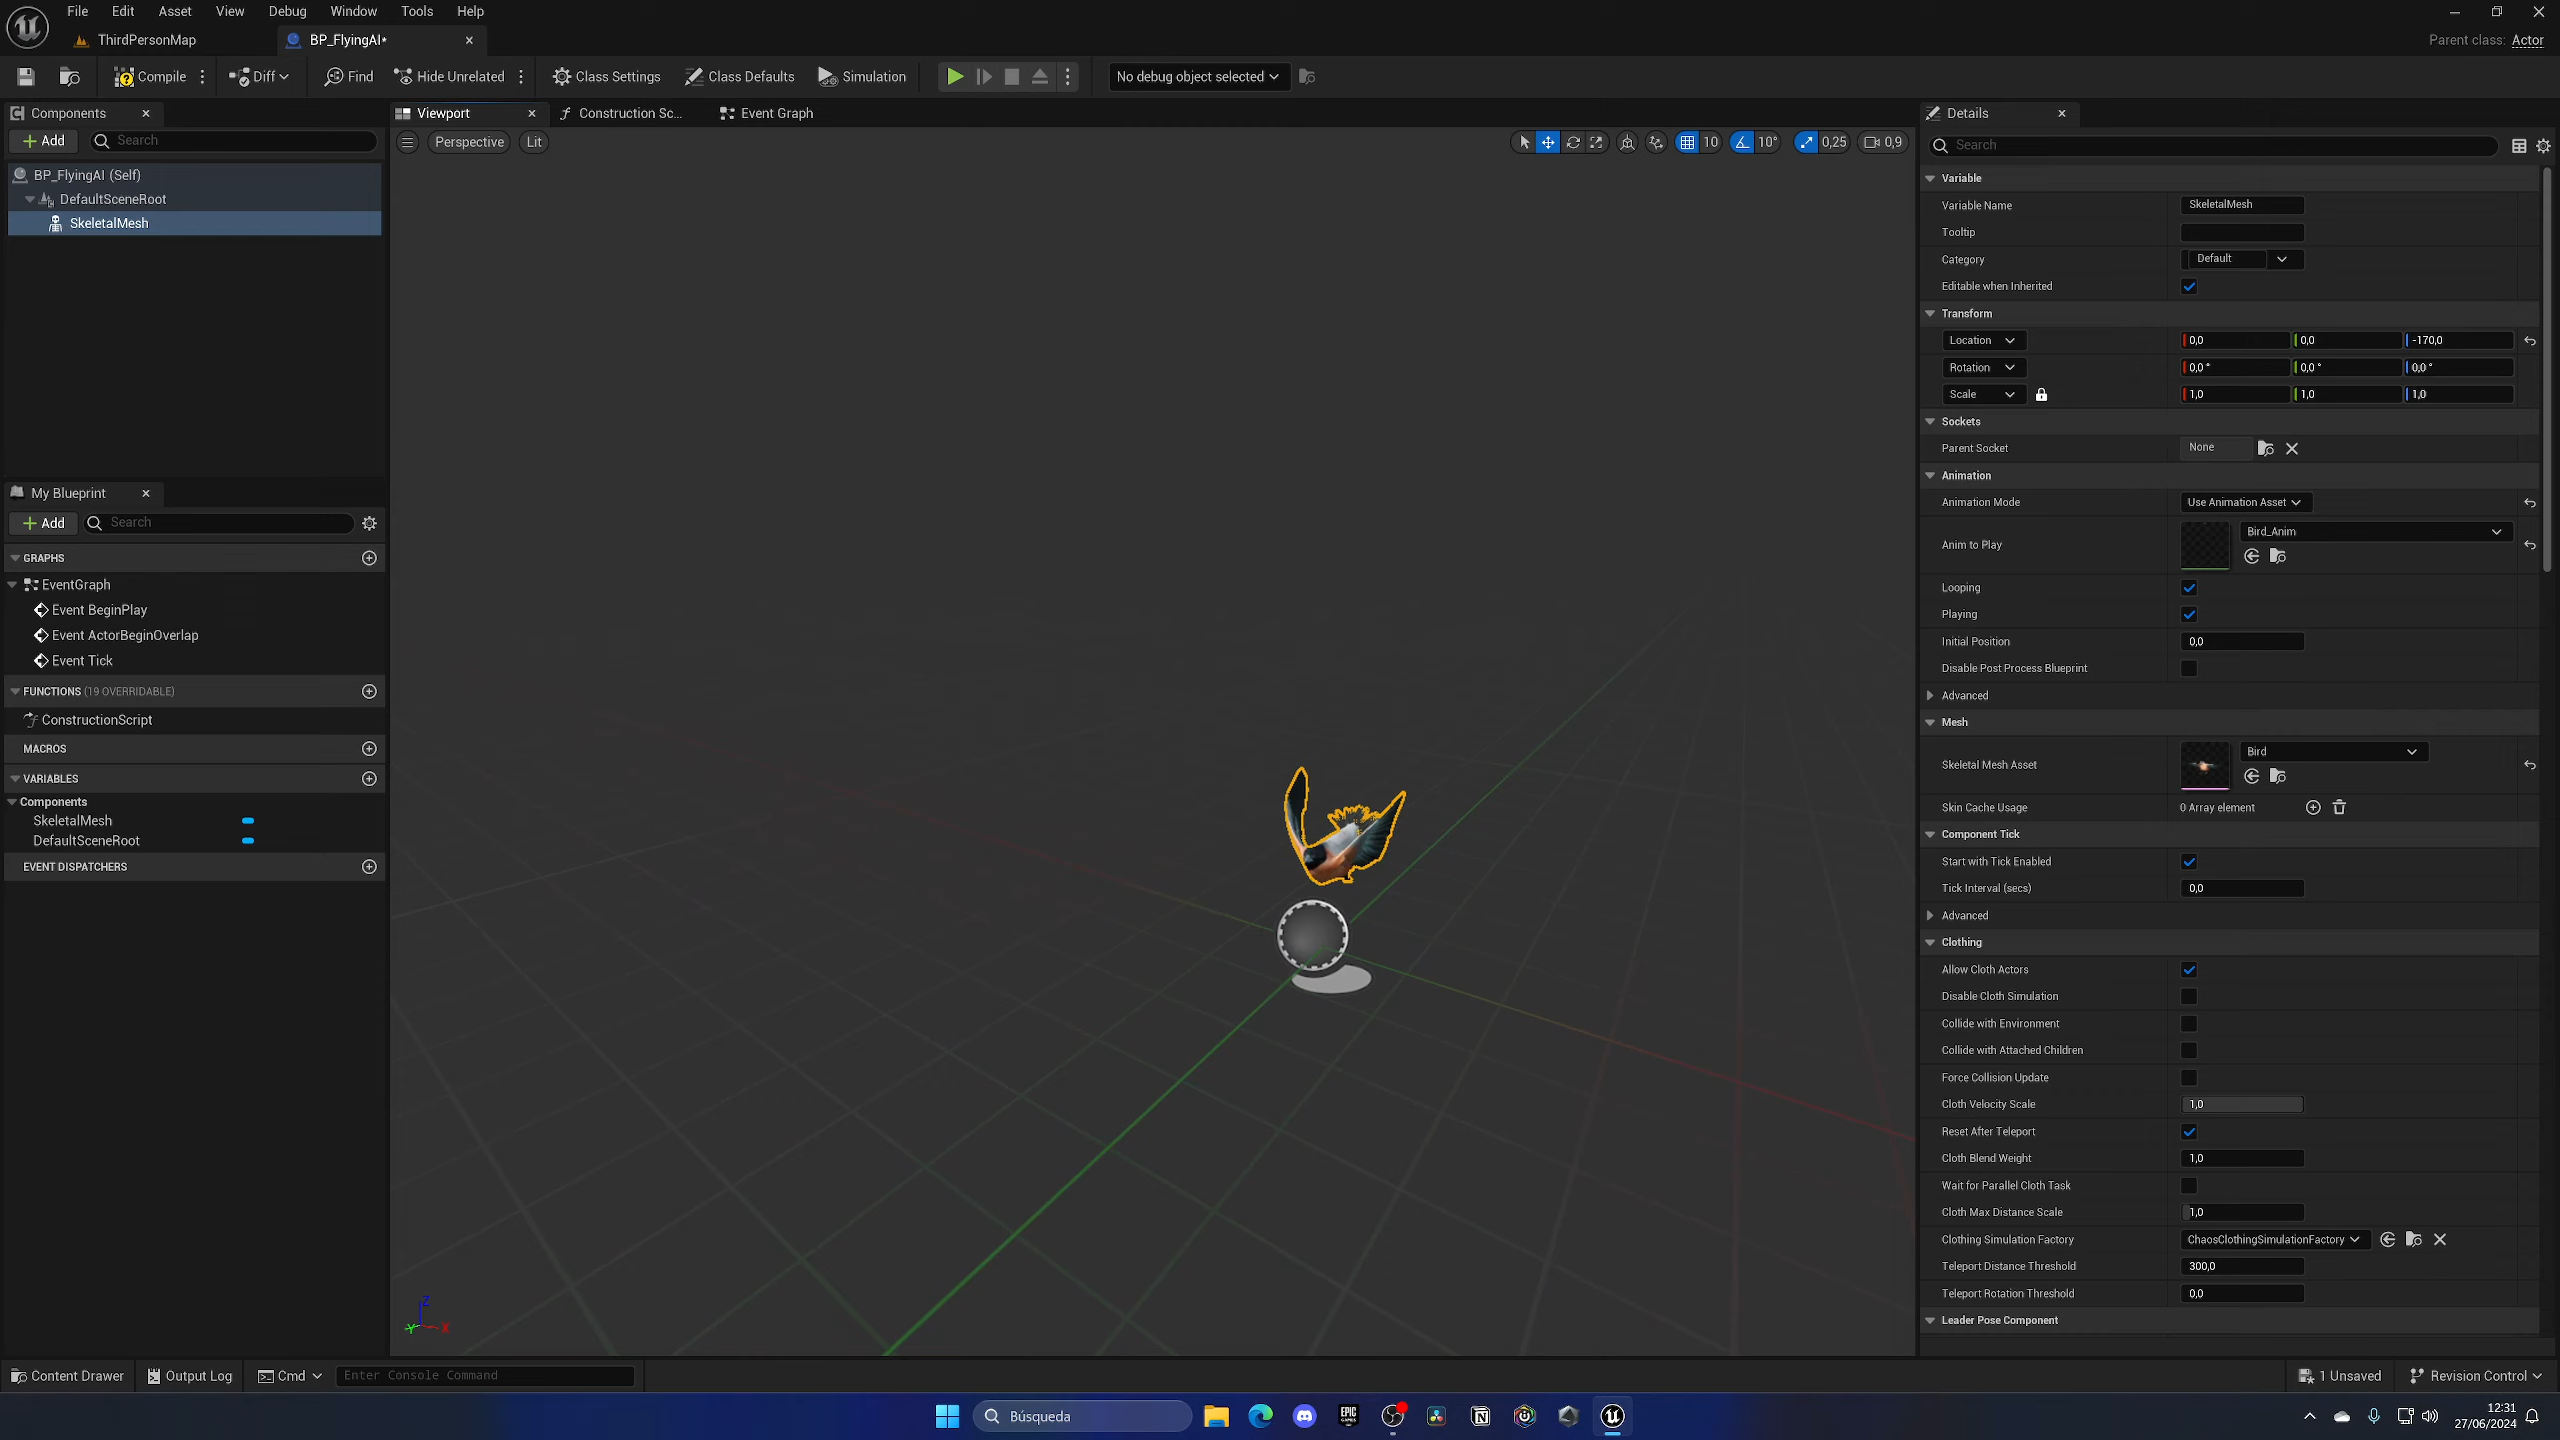 File Edit Asset View Debug Window Tools Help
ThirdPersonMap
BP_FlyingAI*
Parent class: Actor
Compile
Diff
Find
Hide Unrelated
Class Settings
Class Defaults
Simulation
No debug object selected
Components
Add
Search
BP_FlyingAI (Self)
DefaultSceneRoot
SkeletalMesh
My Blueprint
Add
Search
GRAPHS
EventGraph
Event BeginPlay
Event ActorBeginOverlap
Event Tick
FUNCTIONS (19 OVERRIDABLE)
ConstructionScript
MACROS
VARIABLES
Components
SkeletalMesh
DefaultSceneRoot
EVENT DISPATCHERS
Viewport
Construction Sc...
Event Graph
Perspective
Lit
10
10°
0,25
0,9
Z
Y
X
Details
Search
Variable
Variable Name SkeletalMesh
Tooltip
Category Default
Editable when Inherited
Transform
Location 0,0 0,0 -170,0
Rotation 0,0 ° 0,0 ° 0,0 °
Scale 1,0 1,0 1,0
Sockets
Parent Socket None
Animation
Animation Mode Use Animation Asset
Anim to Play Bird_Anim
Looping
Playing
Initial Position 0,0
Disable Post Process Blueprint
Advanced
Mesh
Skeletal Mesh Asset Bird
Skin Cache Usage 0 Array element
Component Tick
Start with Tick Enabled
Tick Interval (secs) 0,0
Advanced
Clothing
Allow Cloth Actors
Disable Cloth Simulation
Collide with Environment
Collide with Attached Children
Force Collision Update
Cloth Velocity Scale 1,0
Reset After Teleport
Cloth Blend Weight 1,0
Wait for Parallel Cloth Task
Cloth Max Distance Scale 1,0
Clothing Simulation Factory ChaosClothingSimulationFactory
Teleport Distance Threshold 300,0
Teleport Rotation Threshold 0,0
Leader Pose Component
Content Drawer
Output Log
Cmd
Enter Console Command
1 Unsaved
Revision Control
Búsqueda
EPIC GAMES
12:31
27/06/2024